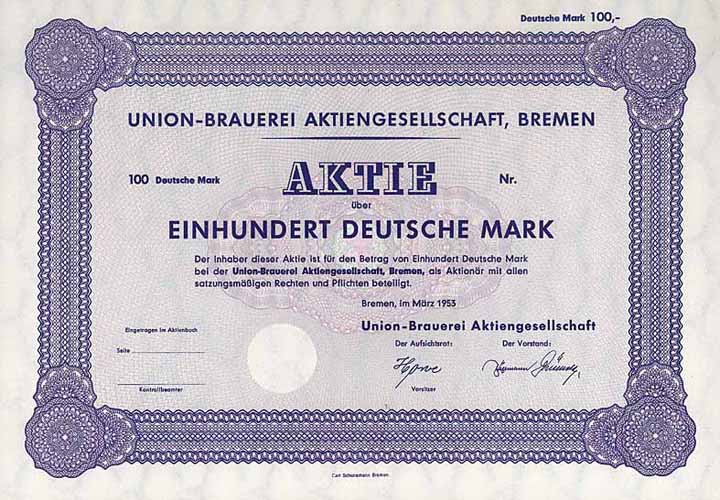 Deutsche Mark 100,-
UNION-BRAUEREI AKTIENGESELLSCHAFT, BREMEN
100 Deutsche Mark AKTIE Nr.
über
EINHUNDERT DEUTSCHE MARK
Der Inhaber dieser Aktie ist für den Betrag von Einhundert Deutsche Mark
bei der Union-Brauerei Aktiengesellschaft, Bremen, als Aktionär mit allen
satzungsmäßigen Rechten und Pflichten beteiligt.
Bremen, im März 1953
Eingetragen im Aktienbuch
Union-Brauerei Aktiengesellschaft
Seite
Der Aufsichtsrat: Der Vorstand:
Kontrollbeamter
Vorsitzer
Carl Schünemann Bremen.